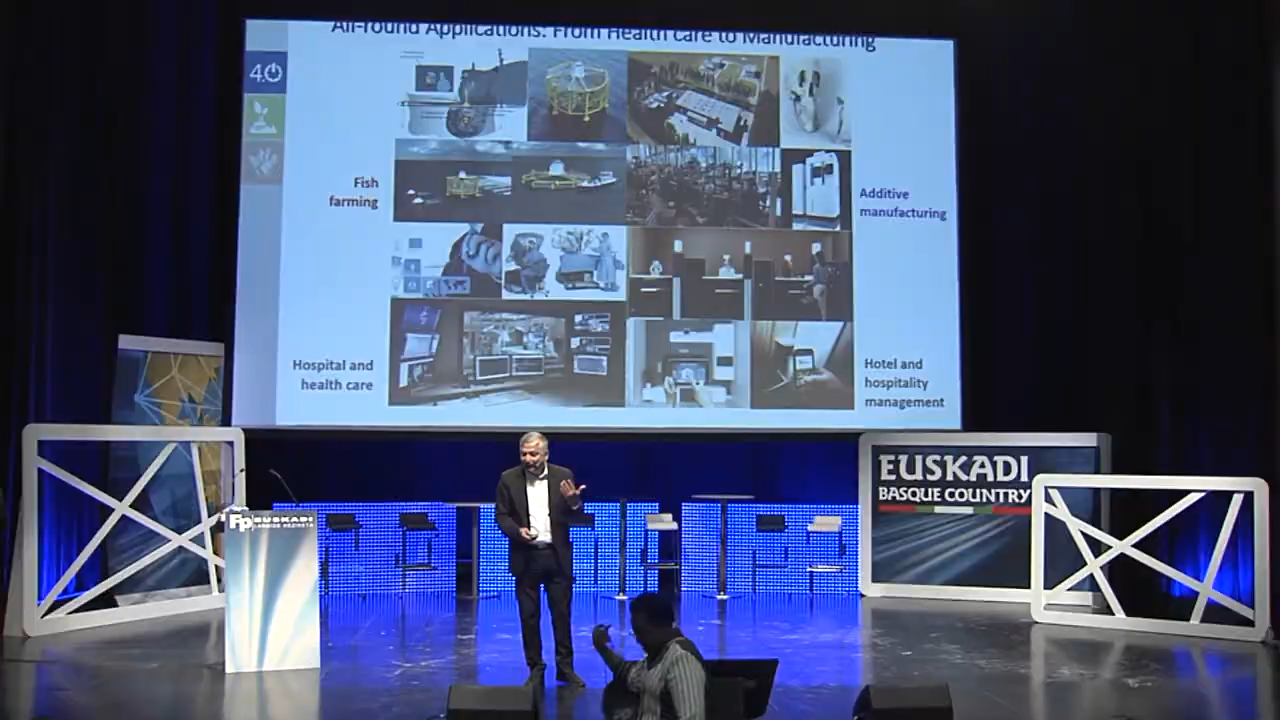 All-round Applications: From Health care to Manufacturing
4.0
Fish
farming
Additive
manufacturing
Hospital and
health care
Hotel and
hospitality
management
EUSKADI
BASQUE COUNTRY
Fp EUSKADI